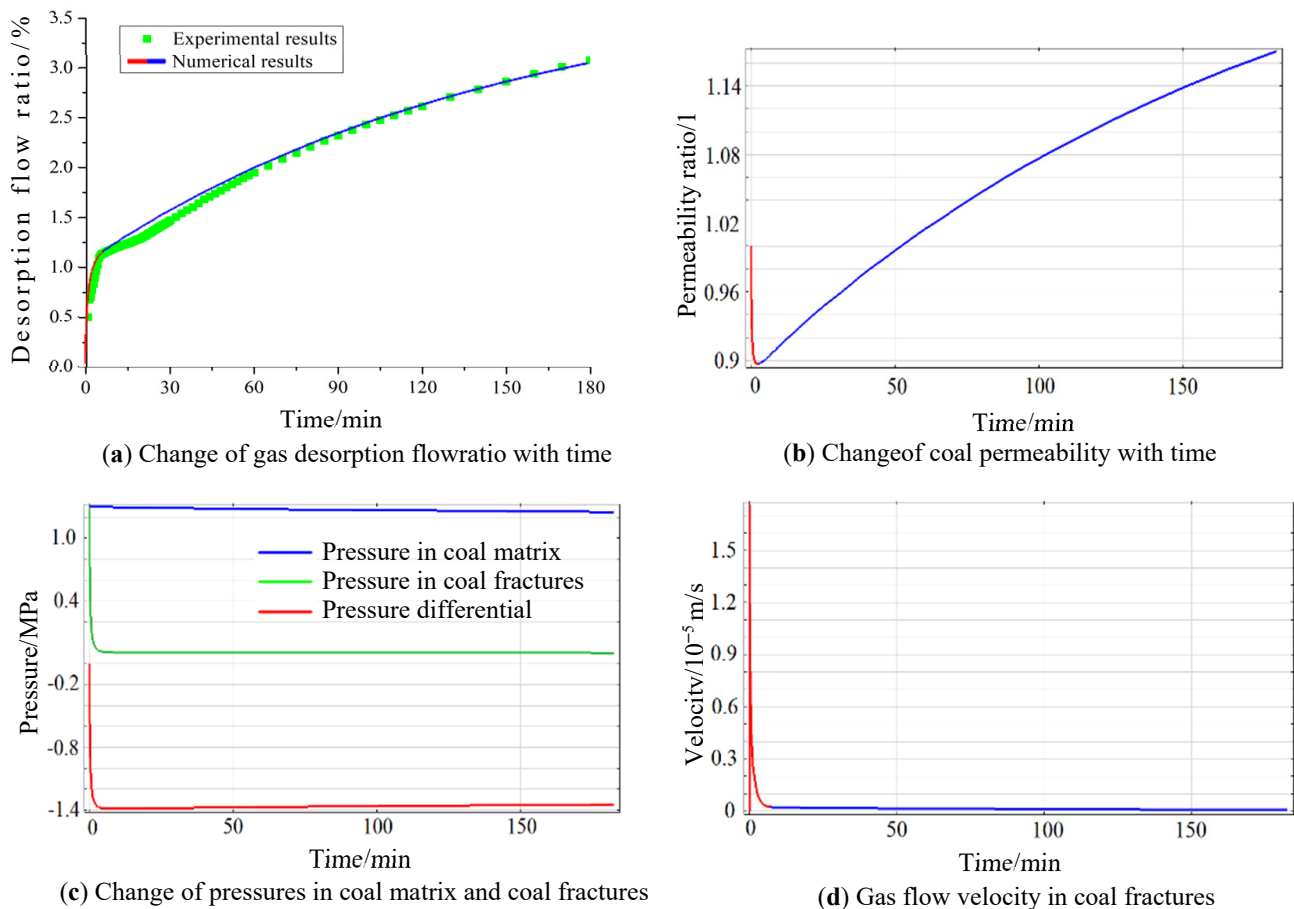 3.5
3.0
2.5
2.0
1.5
1.0
0.5
0.0
Desorption flow ratio/%
Experimental results
Numerical results
0 30 60 90 120 150 180
Time/min
(a) Change of gas desorption flowratio with time
1.14
1.08
1.02
0.96
0.9
Permeability ratio/1
0 50 100 150
Time/min
(b) Changeof coal permeability with time
1.0
0.4
-0.2
-0.8
-1.4
Pressure/MPa
Pressure in coal matrix
Pressure in coal fractures
Pressure differential
0 50 100 150
Time/min
(c) Change of pressures in coal matrix and coal fractures
1.5
1.2
0.9
0.6
0.3
0
Velocity/10⁻⁵ m/s
0 50 100 150
Time/min
(d) Gas flow velocity in coal fractures